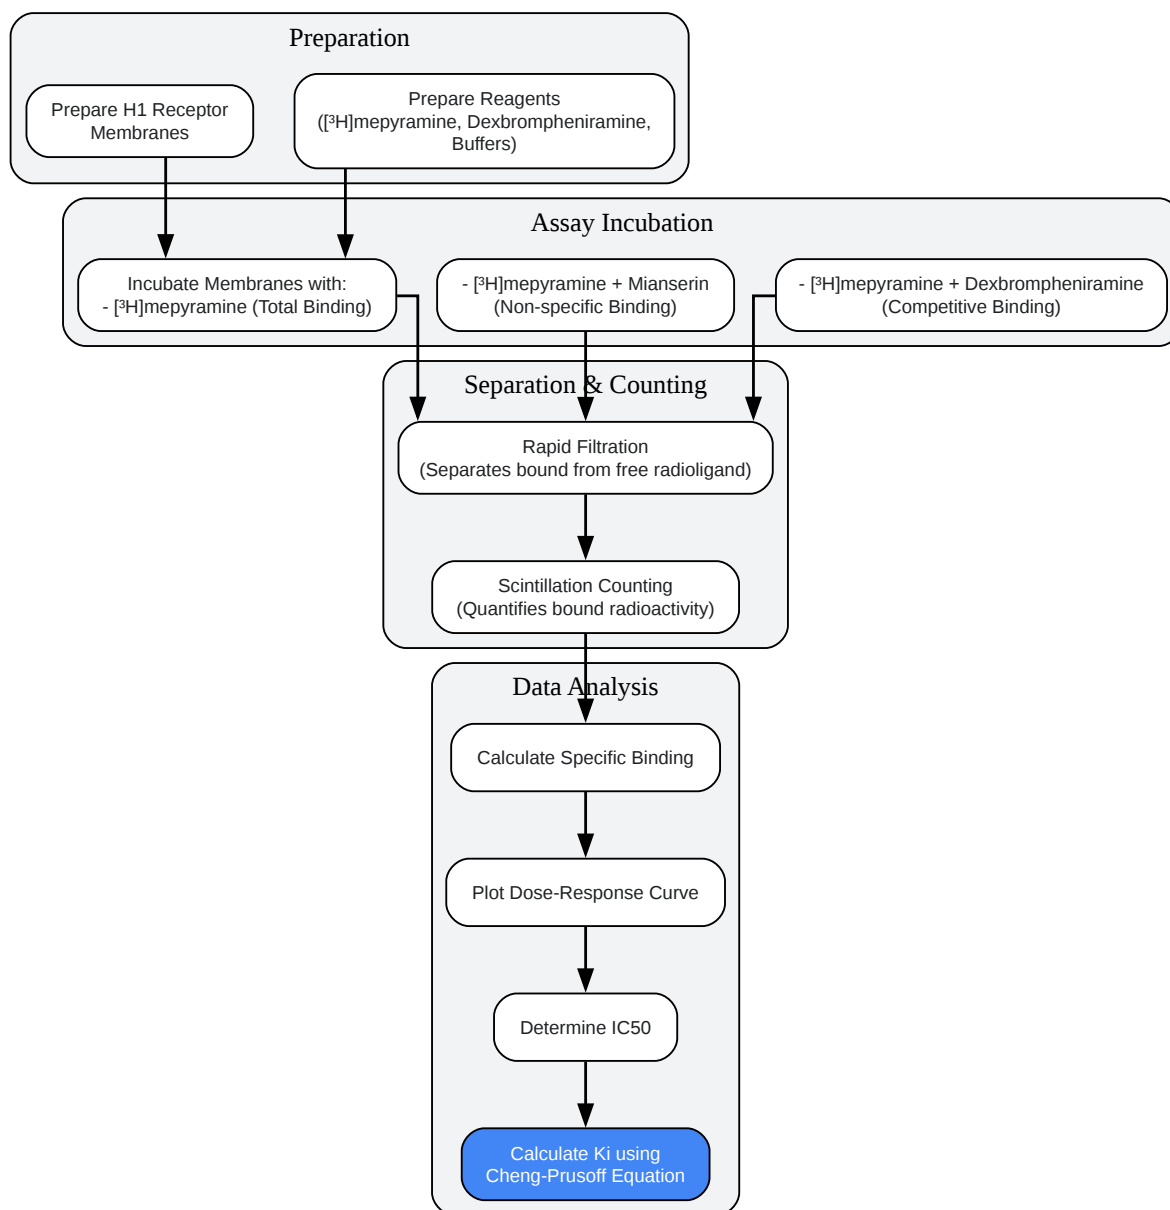 Preparation
Prepare H1 Receptor
Membranes
Prepare Reagents
([³H]mepyramine, Dexbrompheniramine,
Buffers)
Assay Incubation
Incubate Membranes with:
- [³H]mepyramine (Total Binding)
- [³H]mepyramine + Mianserin
(Non-specific Binding)
- [³H]mepyramine + Dexbrompheniramine
(Competitive Binding)
Separation & Counting
Rapid Filtration
(Separates bound from free radioligand)
Scintillation Counting
(Quantifies bound radioactivity)
Data Analysis
Calculate Specific Binding
Plot Dose-Response Curve
Determine IC50
Calculate Ki using
Cheng-Prusoff Equation